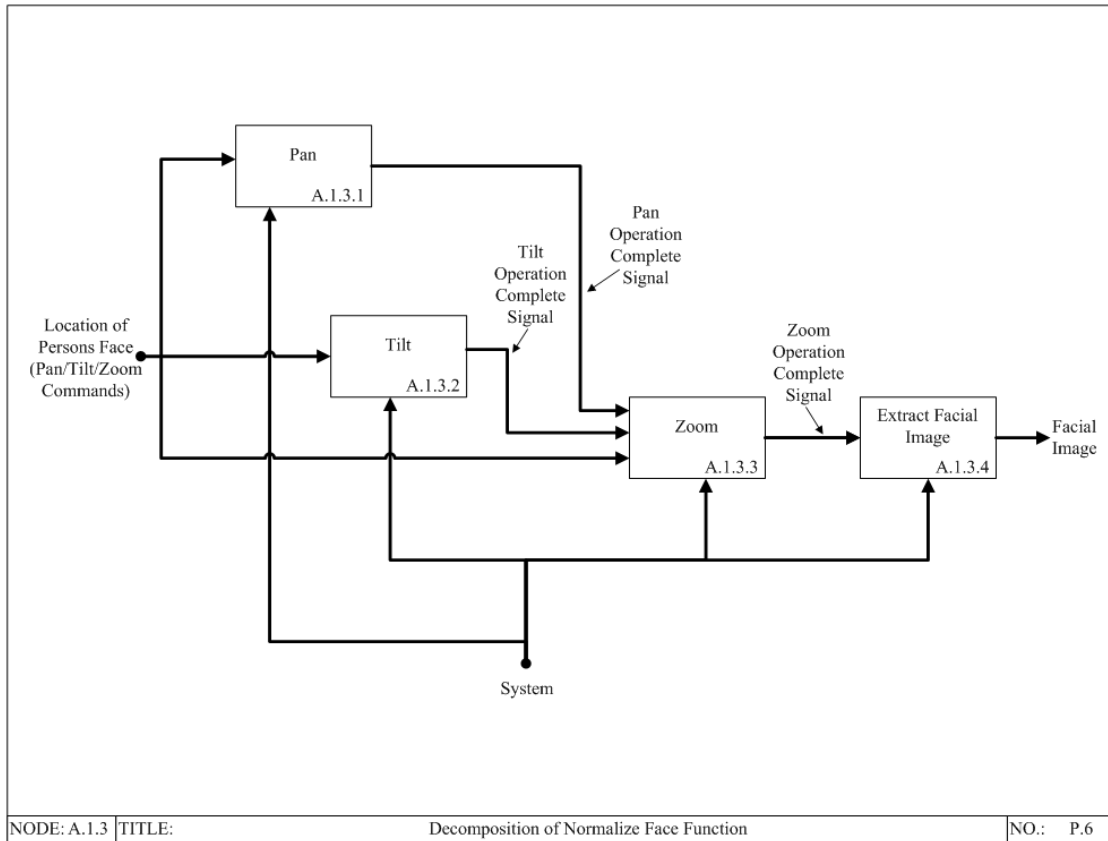 Pan
A.1.3.1
Pan
Operation
Complete
Signal
Tilt
Operation
Complete
Signal
Location of
Persons Face
(Pan/Tilt/Zoom
Commands)
Tilt
A.1.3.2
Zoom
Operation
Complete
Signal
Zoom
A.1.3.3
Extract Facial
Image
A.1.3.4
Facial
Image
System
NODE: A.1.3 TITLE: Decomposition of Normalize Face Function NO.: P.6